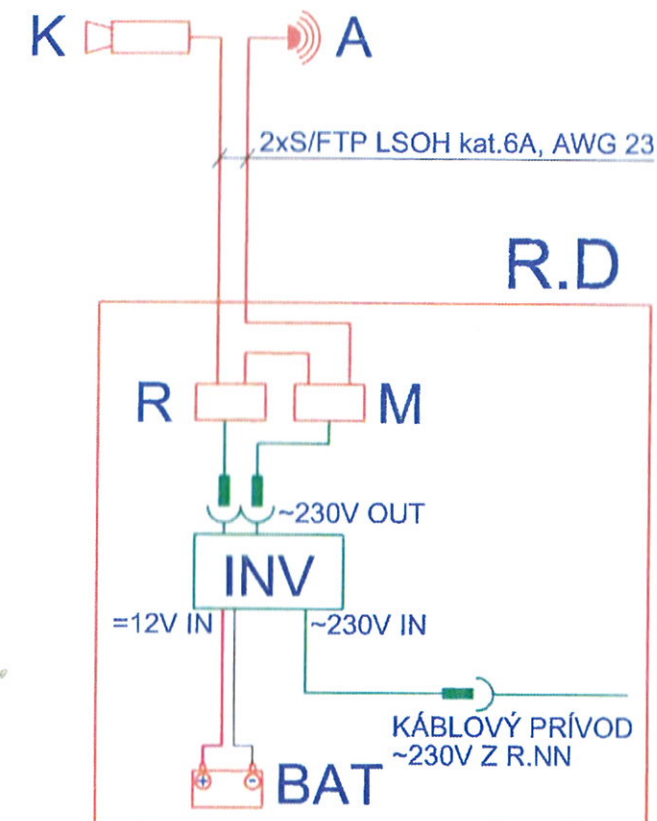 K
A
2xS/FTP LSOH kat.6A, AWG 23
R.D
R
M
~230V OUT
INV
=12V IN
~230V IN
KÁBLOVÝ PRÍVOD
~230V Z R.NN
+ -
BAT